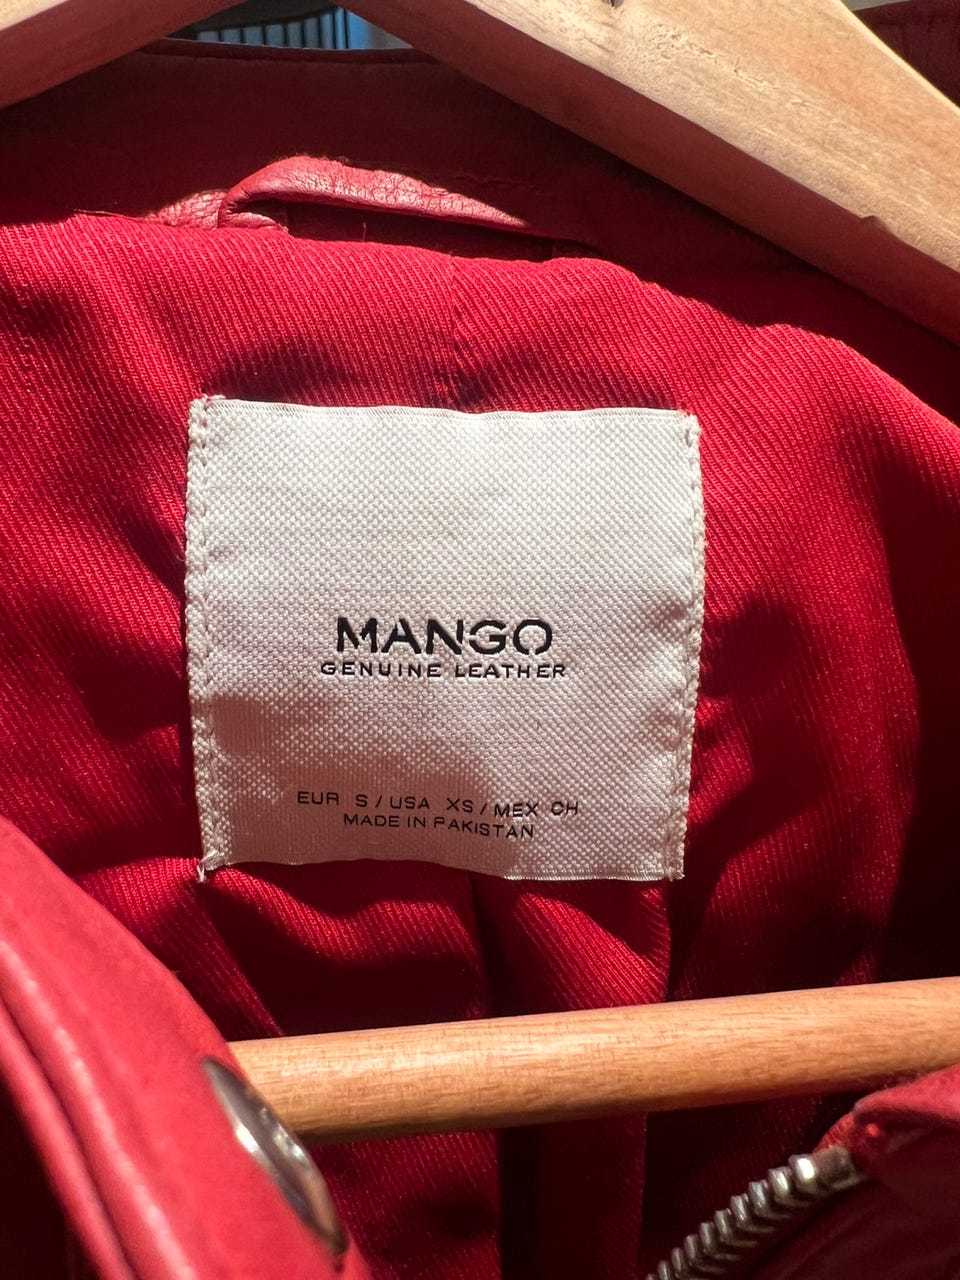 MANGO
GENUINE LEATHER
EUR S / USA XS / MEX CH
MADE IN PAKISTAN